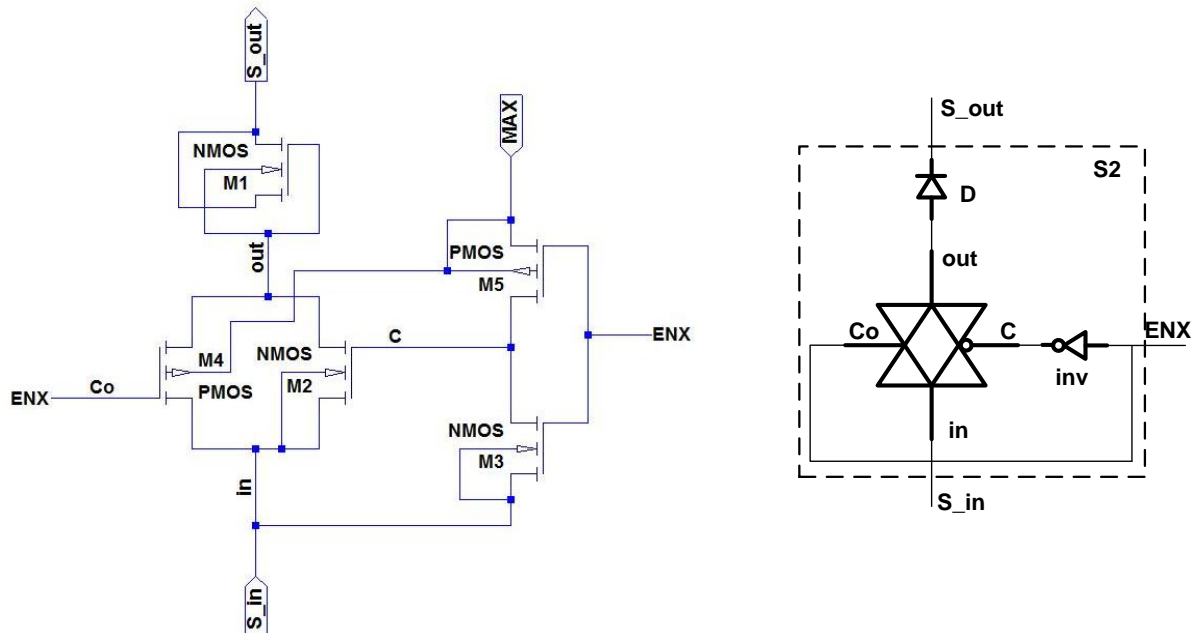 S_out
MAX
NMOS
M1
out
PMOS
M5
C
ENX
M4
NMOS
M2
PMOS
Co
ENX
NMOS
M3
in
S_in
S_out
S2
D
out
Co
C
ENX
inv
in
S_in